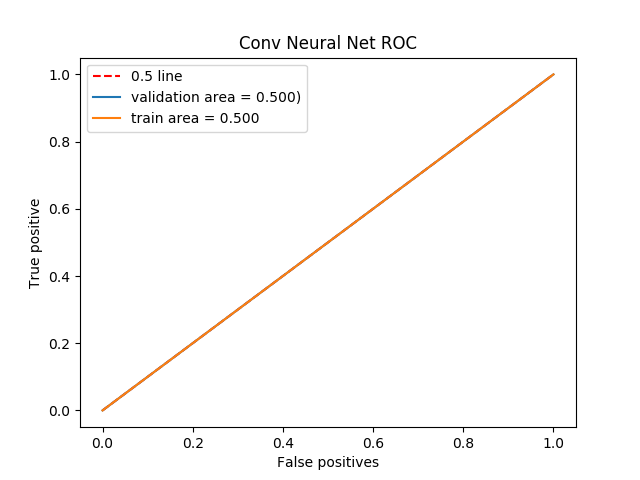 Conv Neural Net ROC
0.5 line
validation area = 0.500)
train area = 0.500
1.0
0.8
0.6
0.4
0.2
0.0
True positive
0.0 0.2 0.4 0.6 0.8 1.0
False positives